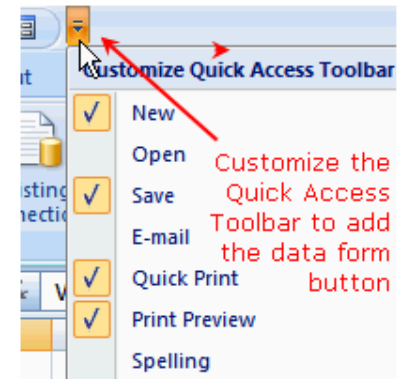 Customize Quick Access Toolbar
New
Open
Save
E-mail
Quick Print
Print Preview
Spelling
Customize the
Quick Access
Toolbar to add
the data form
button